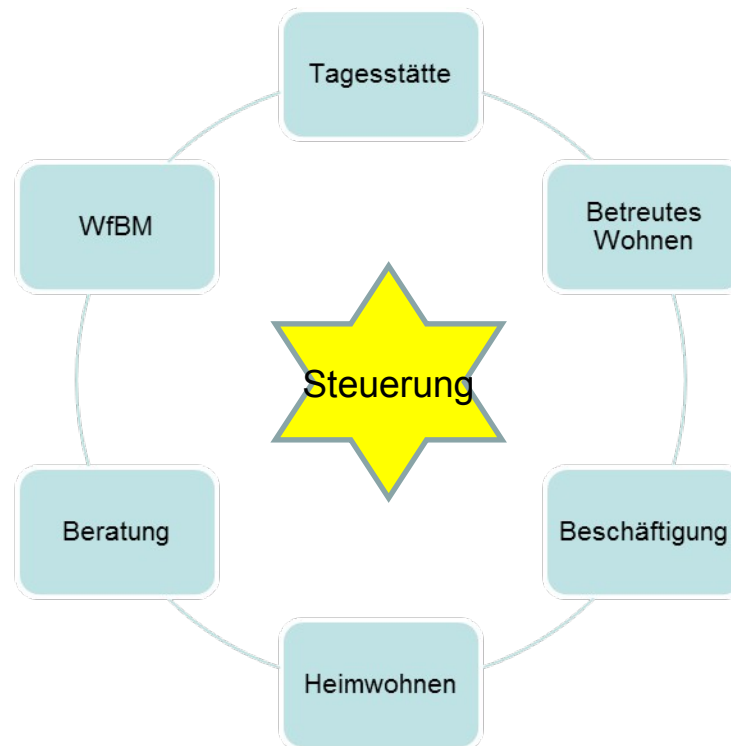 Tagesstätte
WfBM
Betreutes
Wohnen
Steuerung
Beratung
Beschäftigung
Heimwohnen